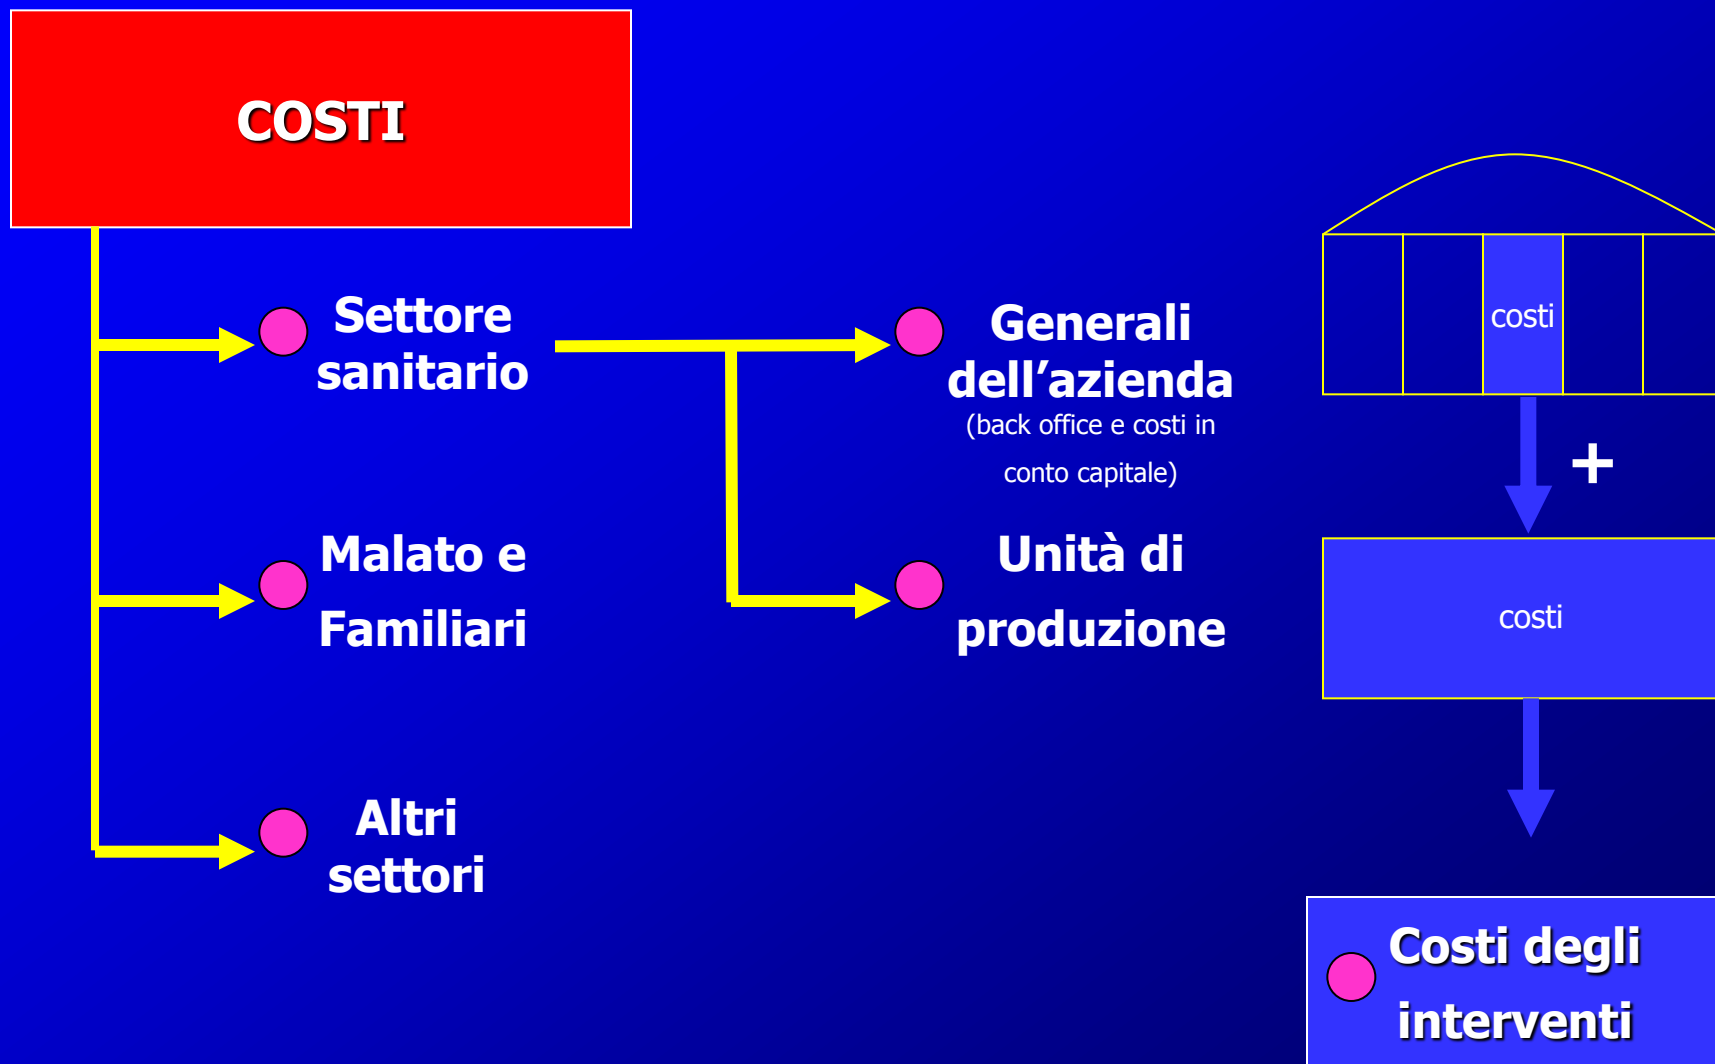 COSTI
Settore
sanitario
Malato e
Familiari
Altri
settori
Generali
dell’azienda
(back office e costi in
conto capitale)
Unità di
produzione
costi
+
costi
Costi degli
interventi